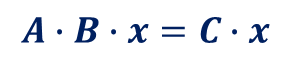 A · B · x = C · x